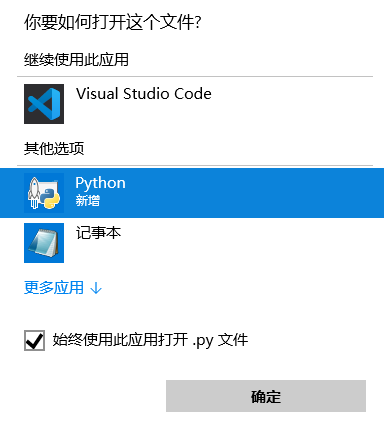 你要如何打开这个文件?
继续使用此应用
Visual Studio Code
其他选项
Python
新增
记事本
更多应用 ↓
始终使用此应用打开 .py 文件
确定